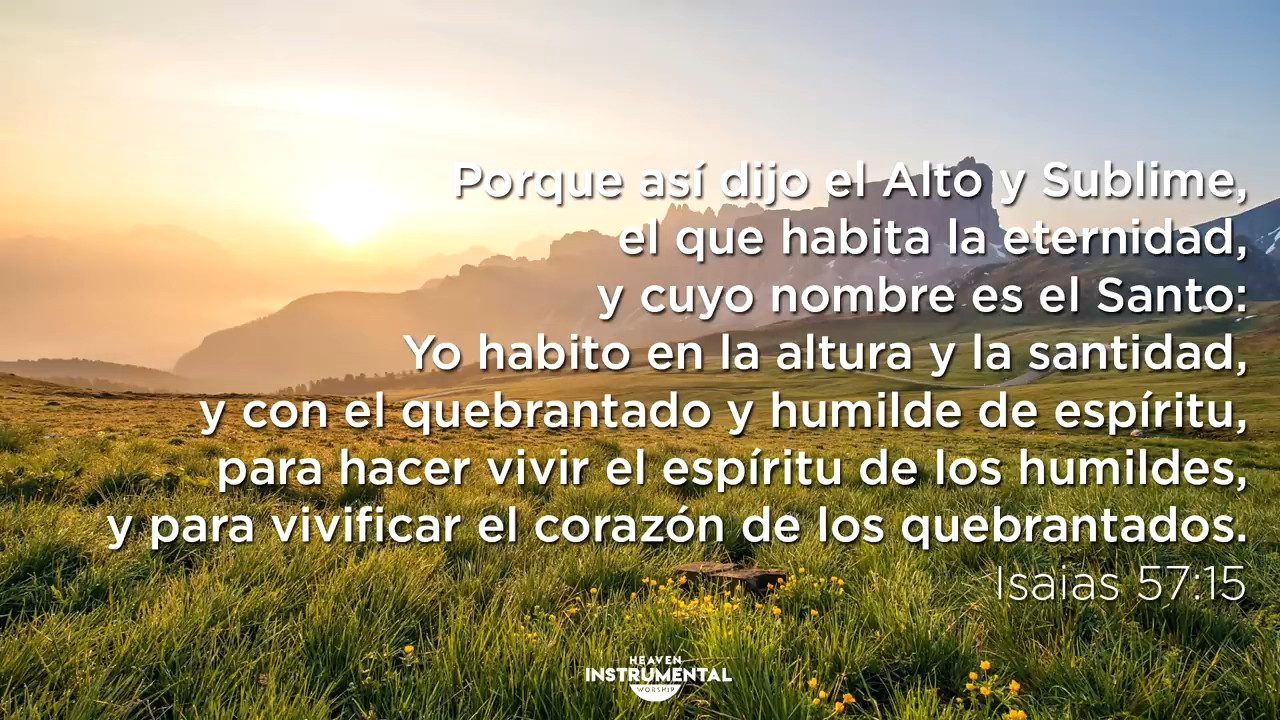 Porque así dijo el Alto y Sublime,
el que habita la eternidad,
y cuyo nombre es el Santo:
Yo habito en la altura y la santidad,
y con el quebrantado y humilde de espíritu,
para hacer vivir el espíritu de los humildes,
y para vivificar el corazón de los quebrantados.
Isaias 57:15
HEAVEN
INSTRUMENTAL
WORSHIP